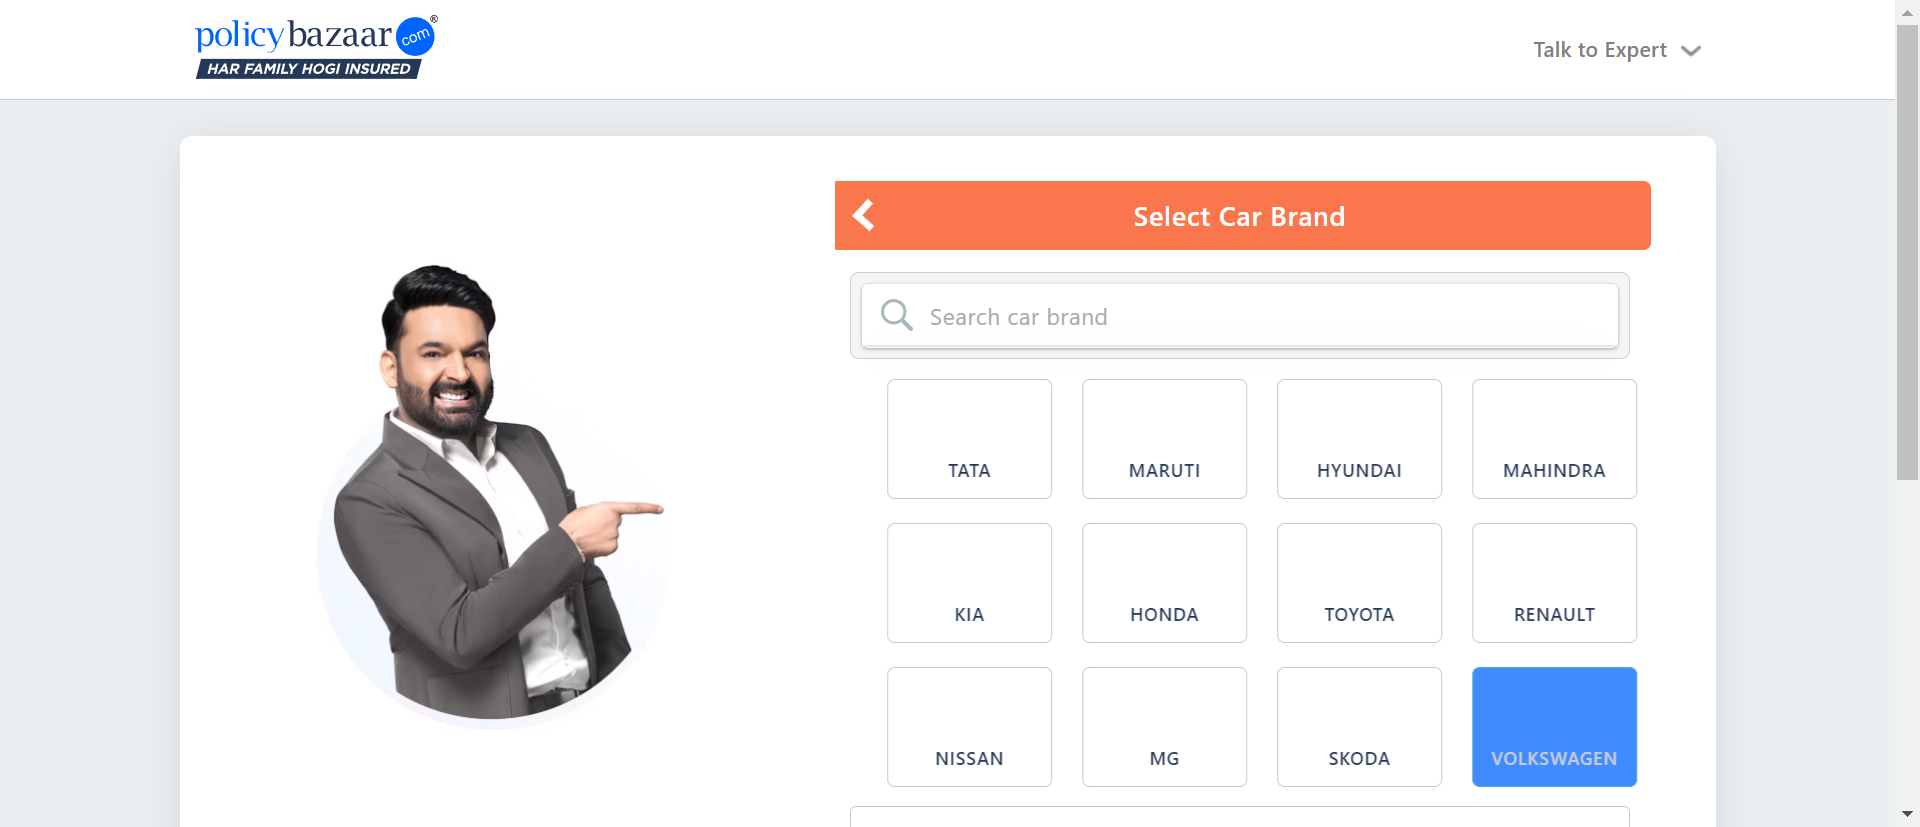 policybazaar com ®
HAR FAMILY HOGI INSURED
Talk to Expert
Select Car Brand
Search car brand
TATA
MARUTI
HYUNDAI
MAHINDRA
KIA
HONDA
TOYOTA
RENAULT
NISSAN
MG
SKODA
VOLKSWAGEN